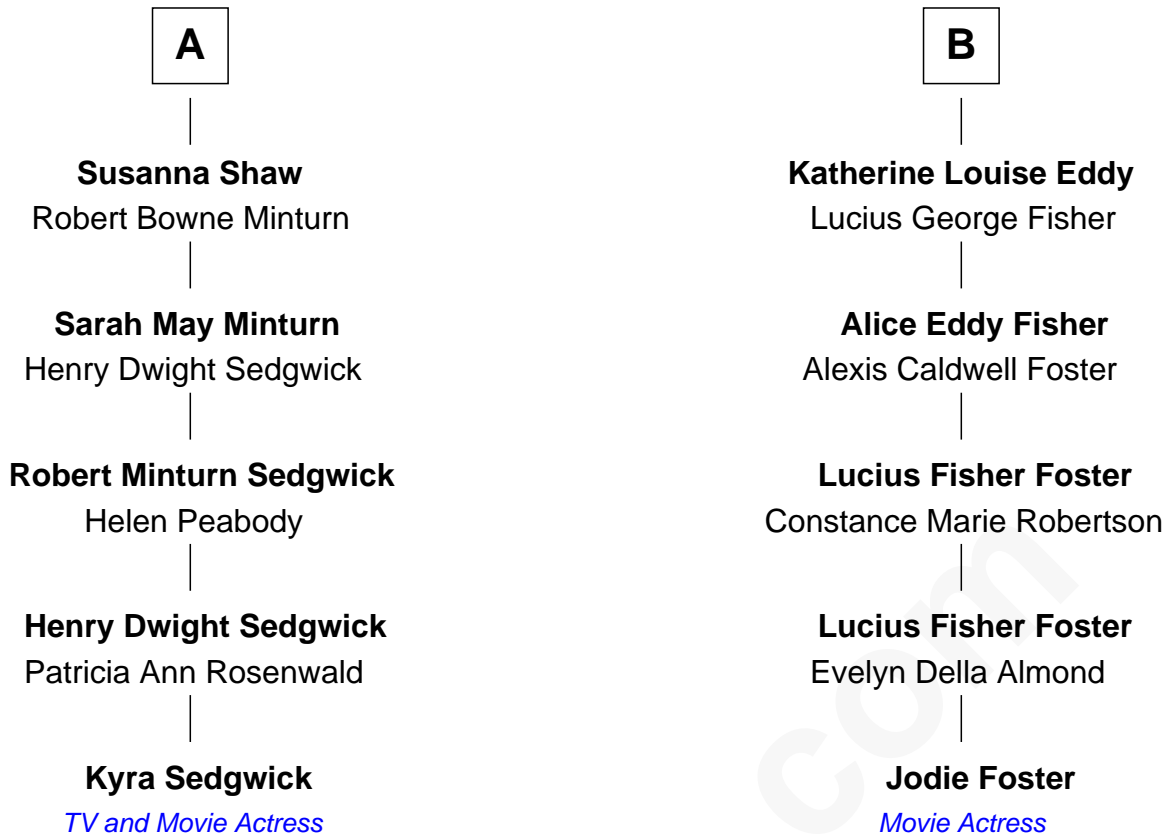 A
Susanna Shaw
Robert Bowne Minturn
Sarah May Minturn
Henry Dwight Sedgwick
Robert Minturn Sedgwick
Helen Peabody
Henry Dwight Sedgwick
Patricia Ann Rosenwald
Kyra Sedgwick
TV and Movie Actress
B
Katherine Louise Eddy
Lucius George Fisher
Alice Eddy Fisher
Alexis Caldwell Foster
Lucius Fisher Foster
Constance Marie Robertson
Lucius Fisher Foster
Evelyn Della Almond
Jodie Foster
Movie Actress
com